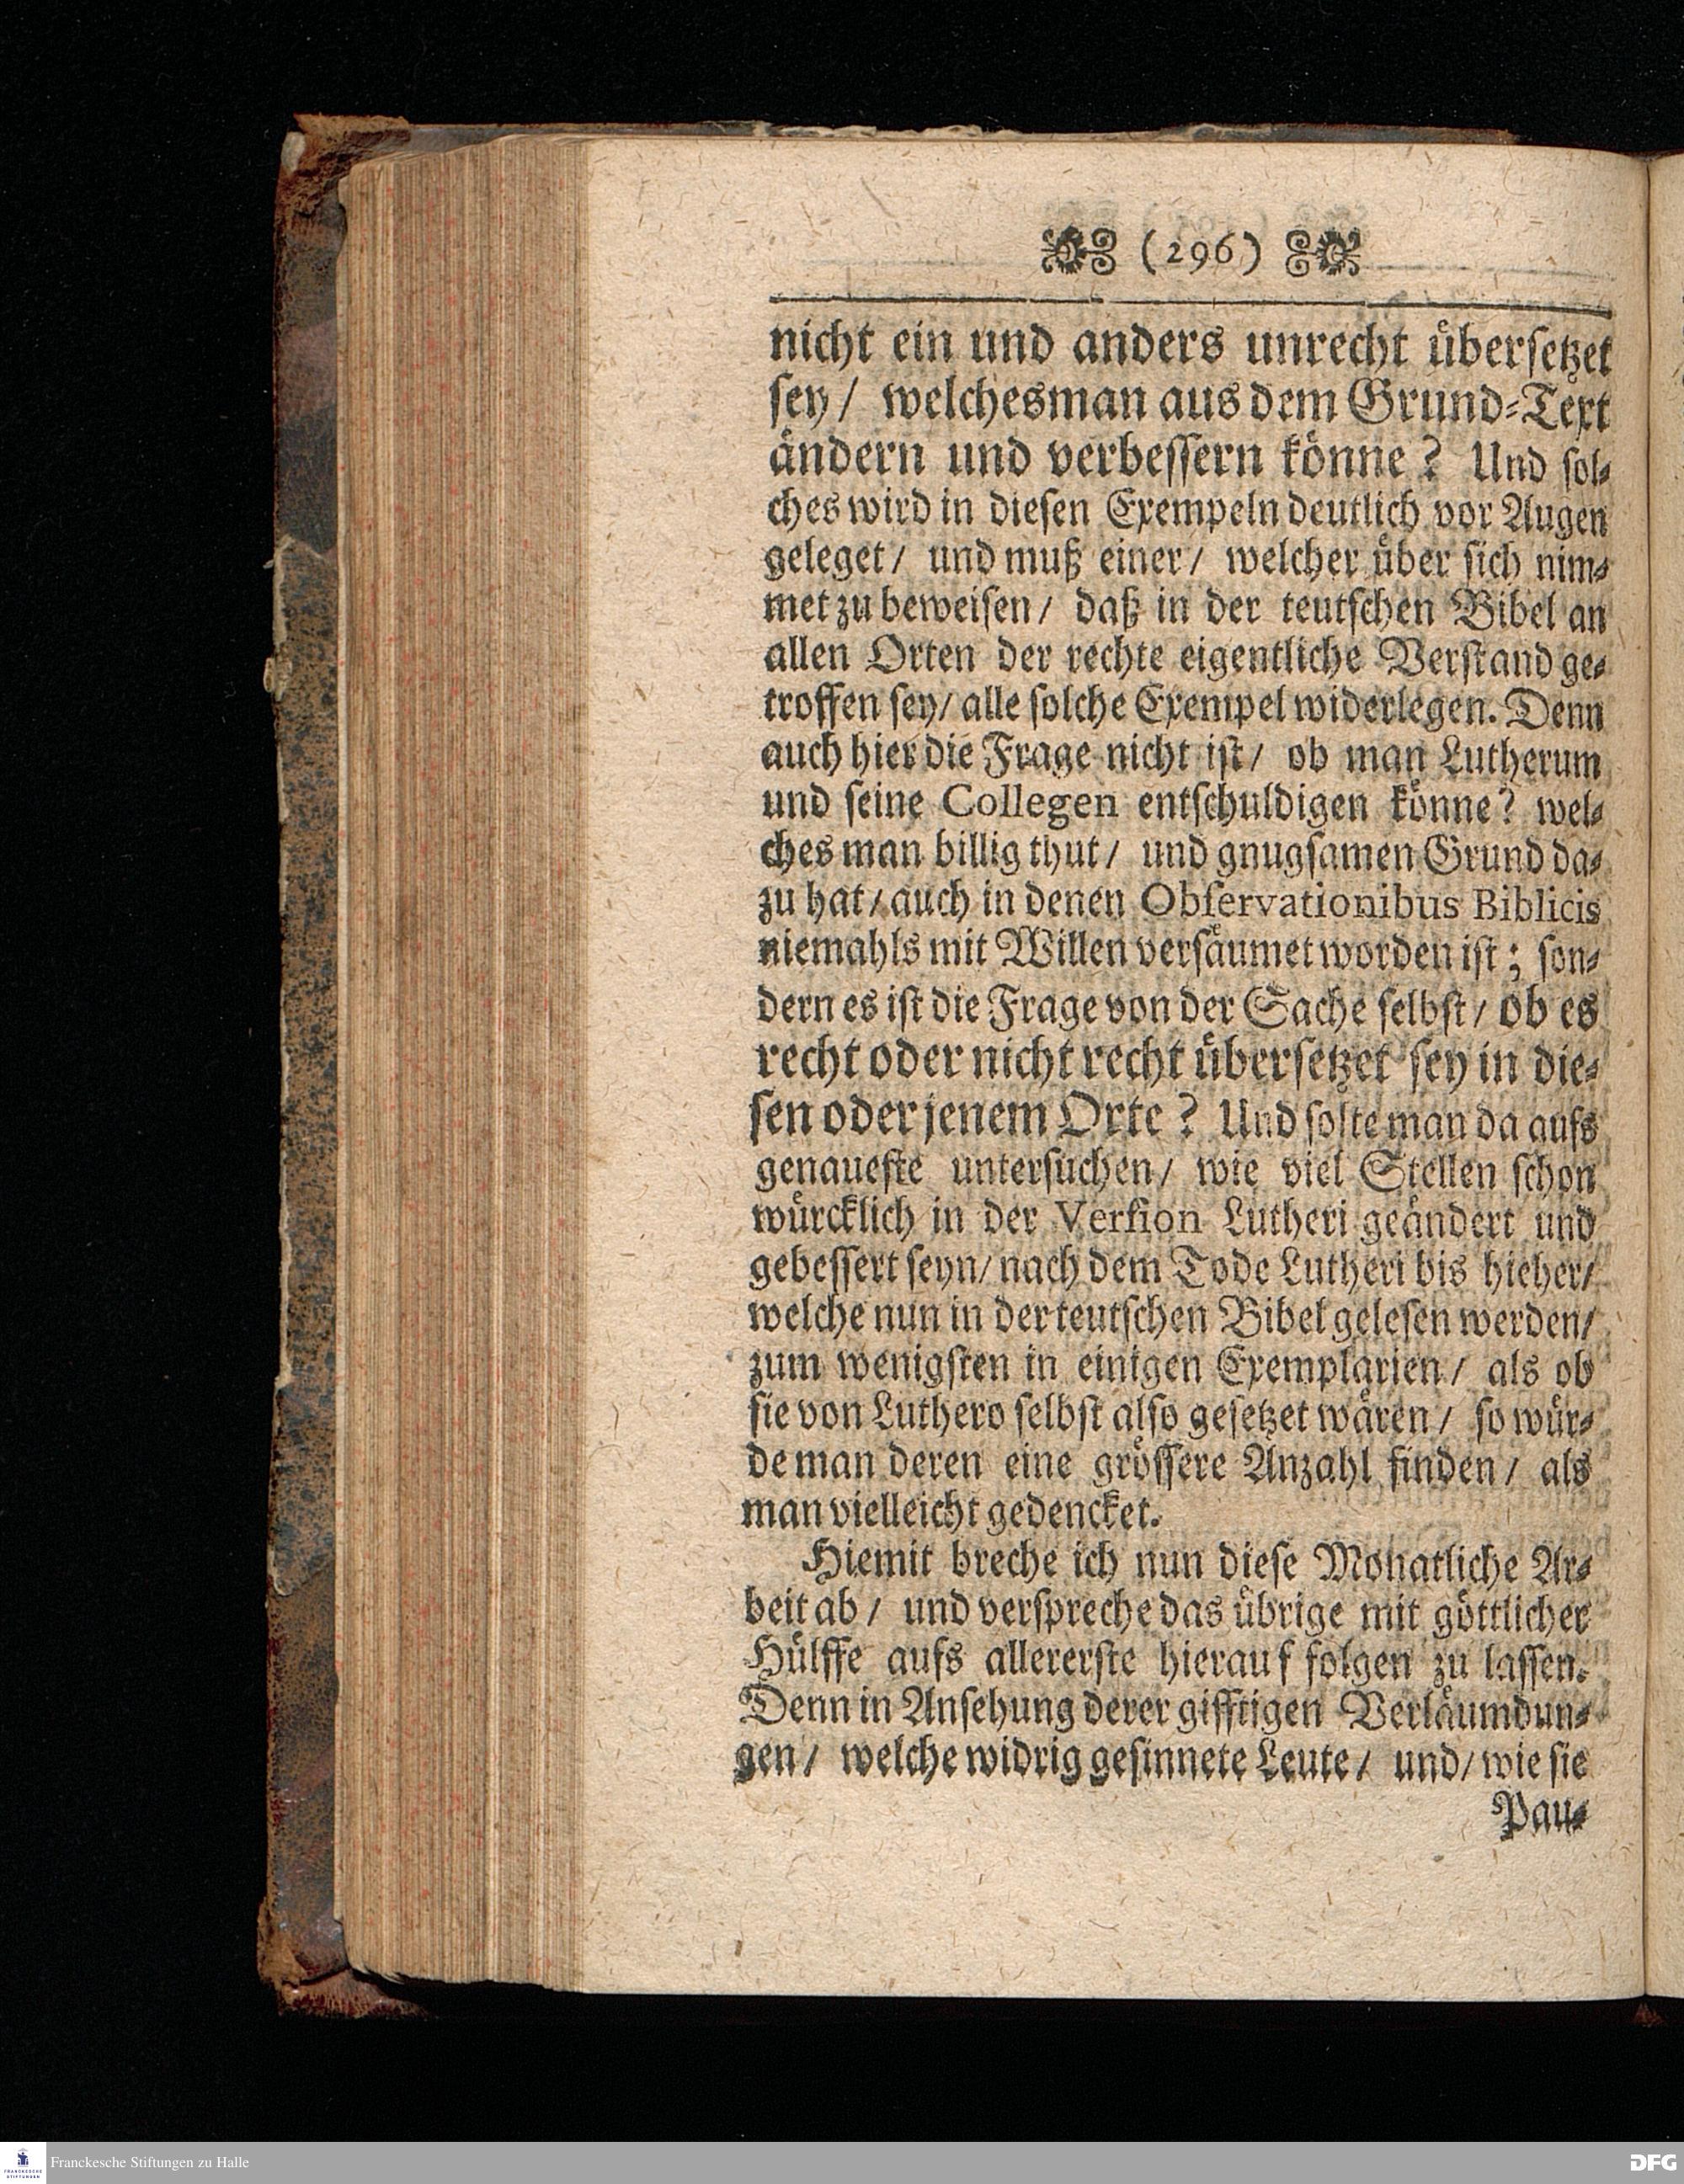 (296)
nicht ein und anders unrecht übersetzet
sey/ welchesman aus dem Grund-Text
ändern und verbessern könne? Und sol-
ches wird in diesen Exempeln deutlich vor Augen
geleget/ und muß einer/ welcher über sich nim-
met zu beweisen/ daß in der teutschen Bibel an
allen Orten der rechte eigentliche Verstand ge-
troffen sey/ alle solche Exempel widerlegen. Denn
auch hier die Frage nicht ist/ ob man Lutherum
und seine Collegen entschuldigen könne? wel-
ches man billig thut/ und gnugsamen Grund da-
zu hat/ auch in denen Observationibus Biblicis
niemahls mit Willen versäumet worden ist; son-
dern es ist die Frage von der Sache selbst/ ob es
recht oder nicht recht übersetzet sey in die-
sen oder jenem Orte? Und solte man da aufs
genaueste untersuchen/ wie viel Stellen schon
würcklich in der Version Lutheri geändert und
gebessert seyn/ nach dem Tode Lutheri bis hieher/
welche nun in der teutschen Bibel gelesen werden/
zum wenigsten in einigen Exemplarien/ als ob
sie von Luthero selbst also gesetzet wären/ so wür-
de man deren eine grössere Anzahl finden/ als
man vielleicht gedencket.
Hiemit breche ich nun diese Monatliche Ar-
beit ab/ und verspreche das übrige mit göttlicher
Hülffe aufs allererste hierauf folgen zu lassen.
Denn in Ansehung derer gifftigen Verläumdun-
gen/ welche widrig gesinnete Leute/ und/ wie sie
Pau-
FRANCKESCHE
STIFTUNGEN
Franckesche Stiftungen zu Halle
DFG